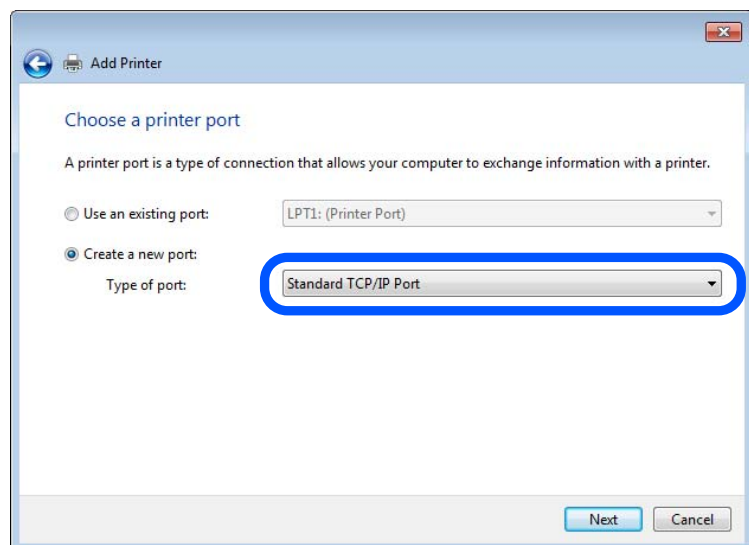 Add Printer
Choose a printer port
A printer port is a type of connection that allows your computer to exchange information with a printer.
Use an existing port: LPT1: (Printer Port)
Create a new port:
Type of port: Standard TCP/IP Port
Next Cancel